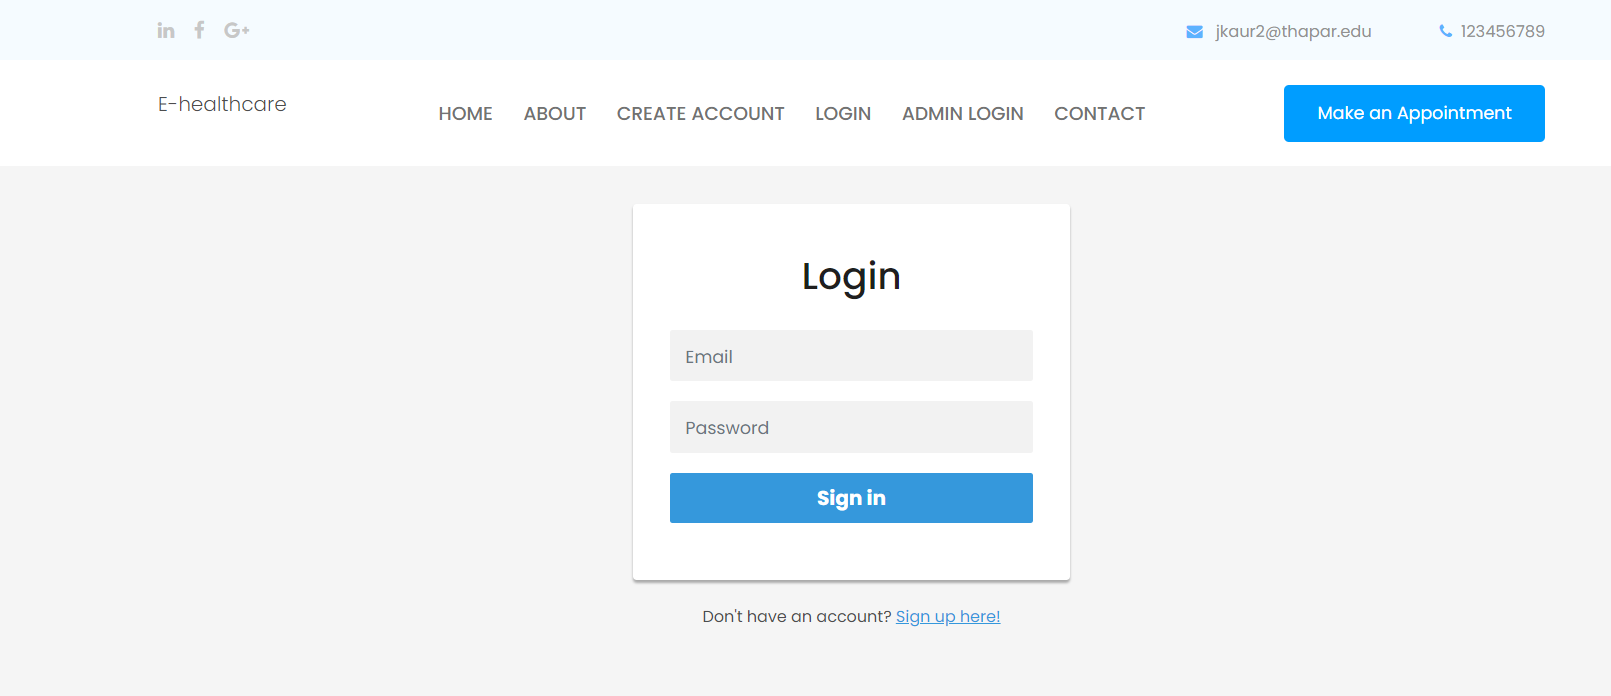 jkaur2@thapar.edu 123456789
E-healthcare HOME ABOUT CREATE ACCOUNT LOGIN ADMIN LOGIN CONTACT Make an Appointment
Login
Email
Password
Sign in
Don't have an account? Sign up here!